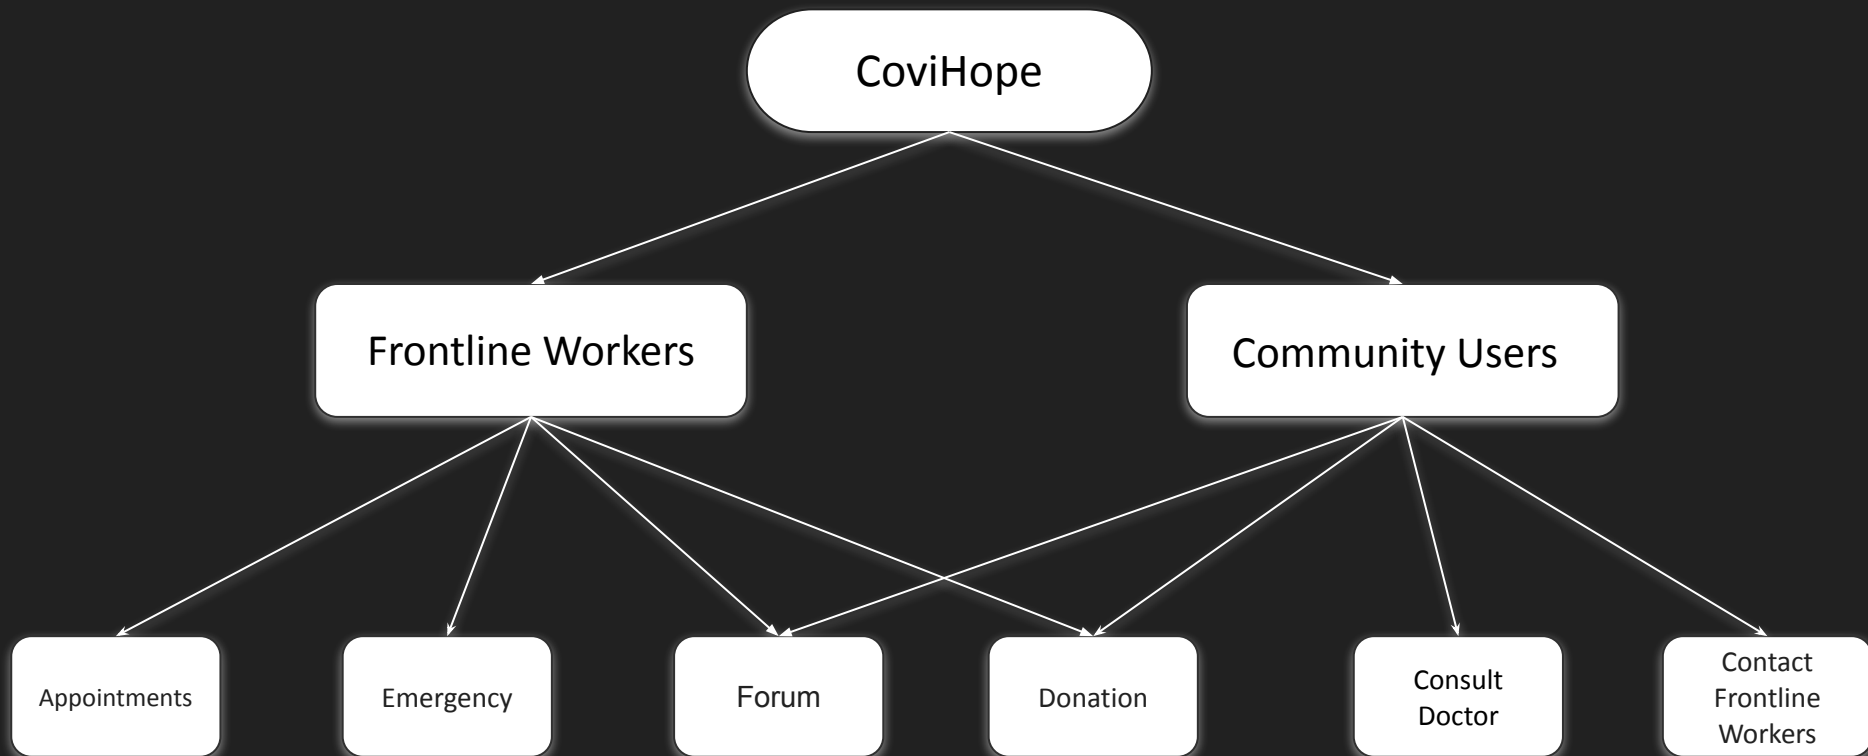 CoviHope
Frontline Workers
Community Users
Appointments
Emergency
Forum
Donation
Consult
Doctor
Contact
Frontline
Workers